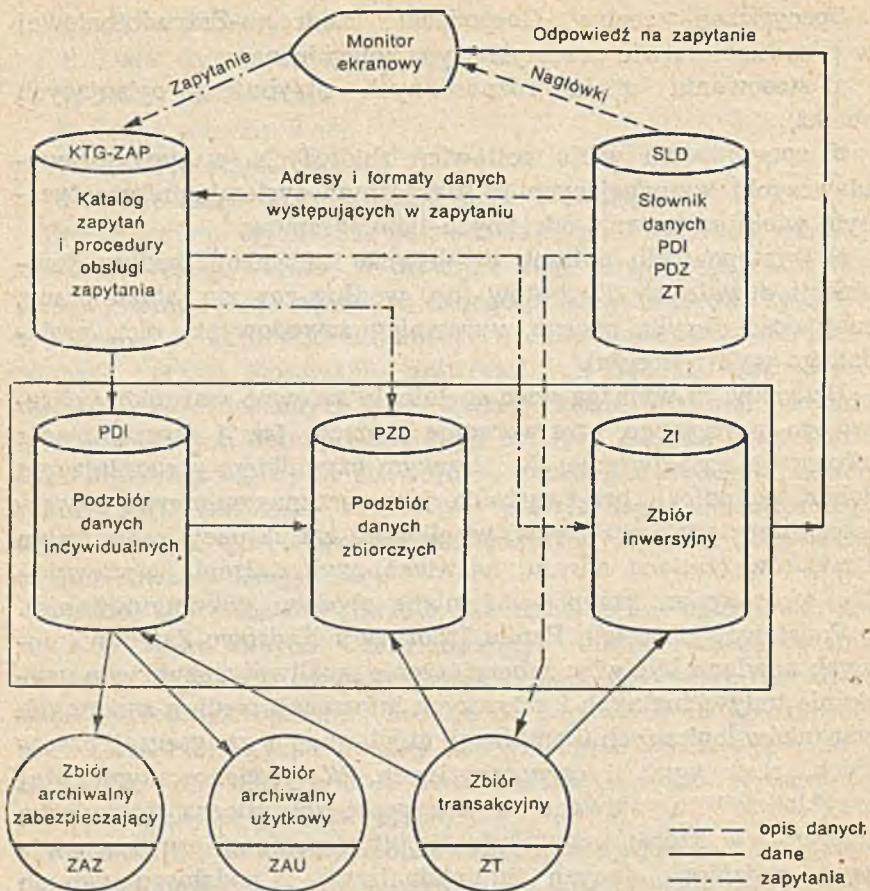 Odpowiedź na zapytanie
Monitor
ekranowy
Zapytanie
Nagłówki
KTG-ZAP
SLD
Adresy i formaty danych
występujących w zapytaniu
Katalog
zapytań
i procedury
obsługi
zapytania
Słownik
danych
PDI
PDZ
ZT
PDI
PZD
ZI
Podzbiór
danych
indywidualnych
Podzbiór
danych
zbiorczych
Zbiór
inwersyjny
Zbiór
archiwalny
zabezpieczający
ZAZ
Zbiór
archiwalny
użytkowy
ZAU
Zbiór
transakcyjny
ZT
opis danych
dane
zapytania